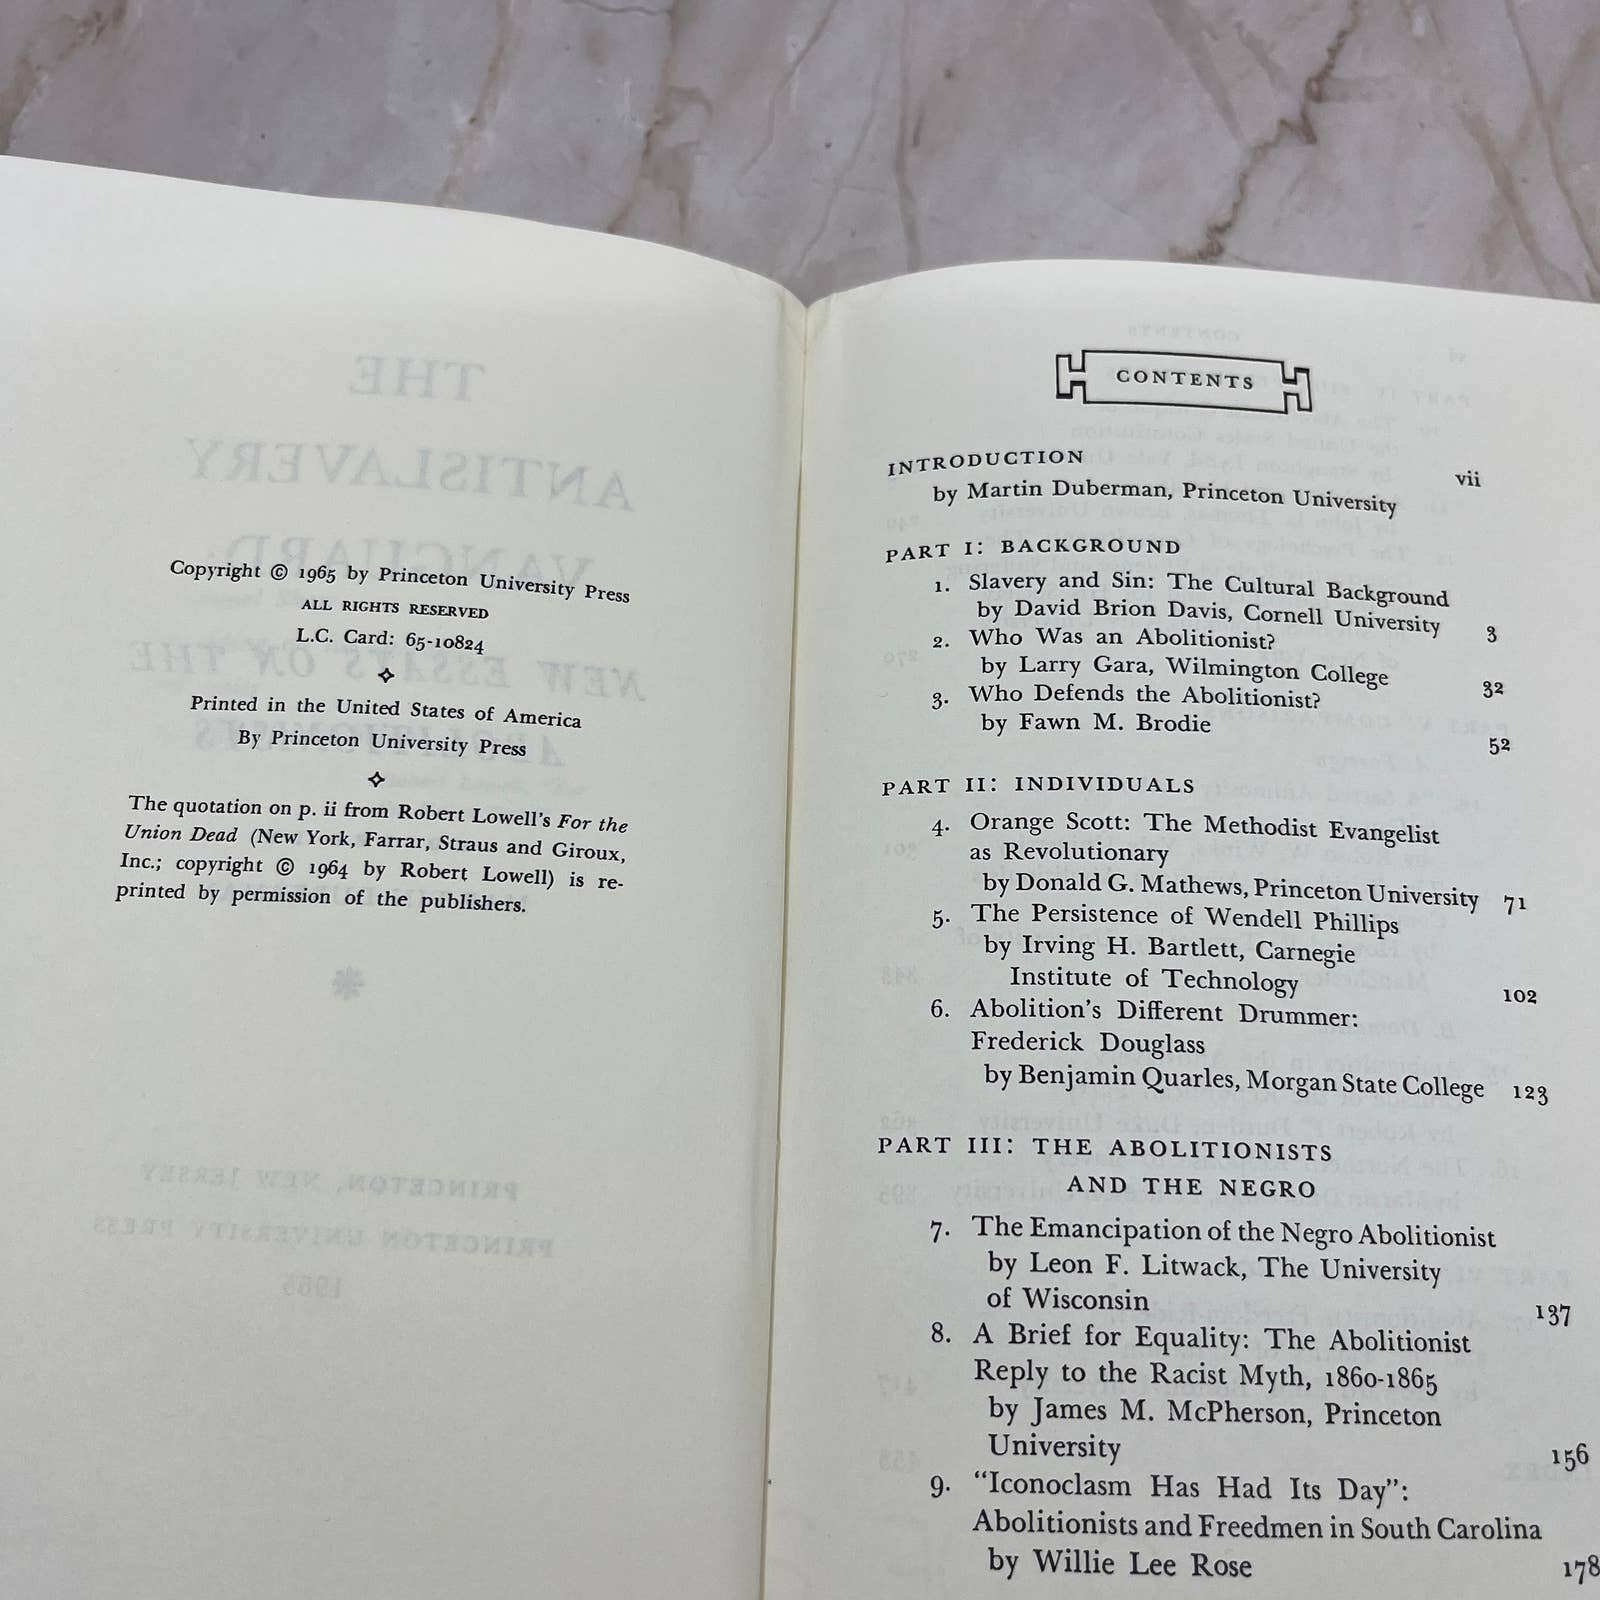 Copyright © 1965 by Princeton University Press
ALL RIGHTS RESERVED
L.C. Card: 65-10824
Printed in the United States of America
By Princeton University Press
The quotation on p. ii from Robert Lowell's For the
Union Dead (New York, Farrar, Straus and Giroux,
Inc.; copyright © 1964 by Robert Lowell) is re-
printed by permission of the publishers.
CONTENTS
INTRODUCTION vii
by Martin Duberman, Princeton University
PART I: BACKGROUND
1. Slavery and Sin: The Cultural Background
by David Brion Davis, Cornell University 3
2. Who Was an Abolitionist?
by Larry Gara, Wilmington College 32
3. Who Defends the Abolitionist?
by Fawn M. Brodie 52
PART II: INDIVIDUALS
4. Orange Scott: The Methodist Evangelist
as Revolutionary
by Donald G. Mathews, Princeton University 71
5. The Persistence of Wendell Phillips
by Irving H. Bartlett, Carnegie
Institute of Technology 102
6. Abolition's Different Drummer:
Frederick Douglass
by Benjamin Quarles, Morgan State College 123
PART III: THE ABOLITIONISTS
AND THE NEGRO
7. The Emancipation of the Negro Abolitionist
by Leon F. Litwack, The University
of Wisconsin 137
8. A Brief for Equality: The Abolitionist
Reply to the Racist Myth, 1860-1865
by James M. McPherson, Princeton
University 156
9. "Iconoclasm Has Had Its Day":
Abolitionists and Freedmen in South Carolina
by Willie Lee Rose 178